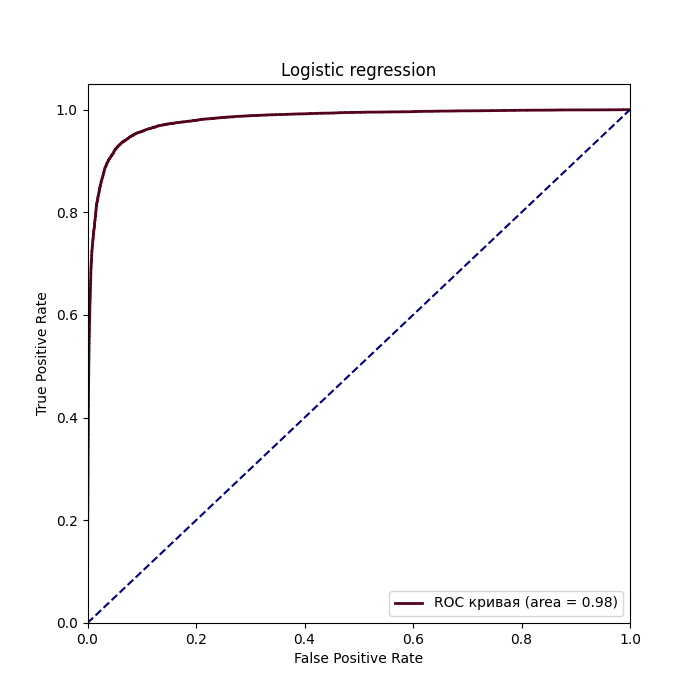 Logistic regression
True Positive Rate
1.0
0.8
0.6
0.4
0.2
0.0
ROC кривая (area = 0.98)
0.0 0.2 0.4 0.6 0.8 1.0
False Positive Rate